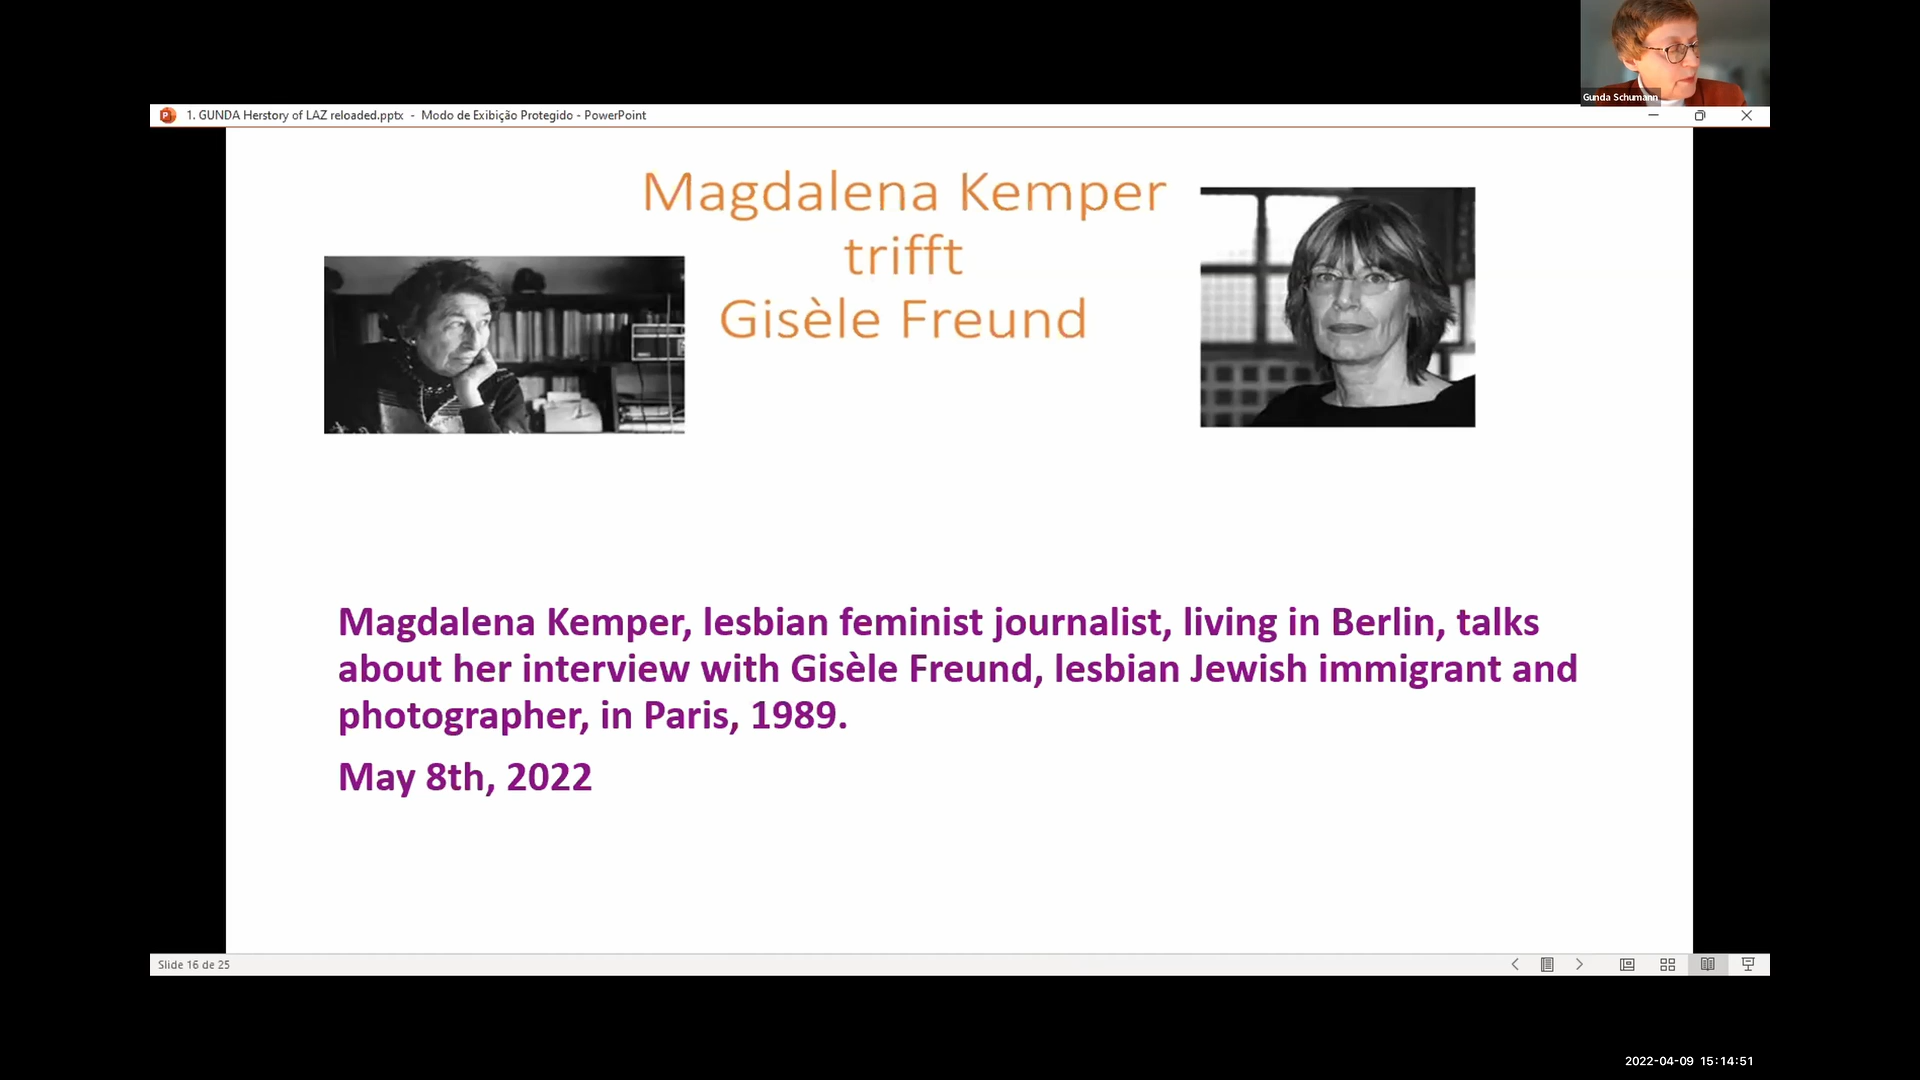 Gunda Schumann
1. GUNDA Herstory of LAZ reloaded.pptx - Modo de Exibição Protegido - PowerPoint
Magdalena Kemper
trifft
Gisèle Freund
Magdalena Kemper, lesbian feminist journalist, living in Berlin, talks
about her interview with Gisèle Freund, lesbian Jewish immigrant and
photographer, in Paris, 1989.
May 8th, 2022
Slide 16 de 25
2022-04-09 15:14:51